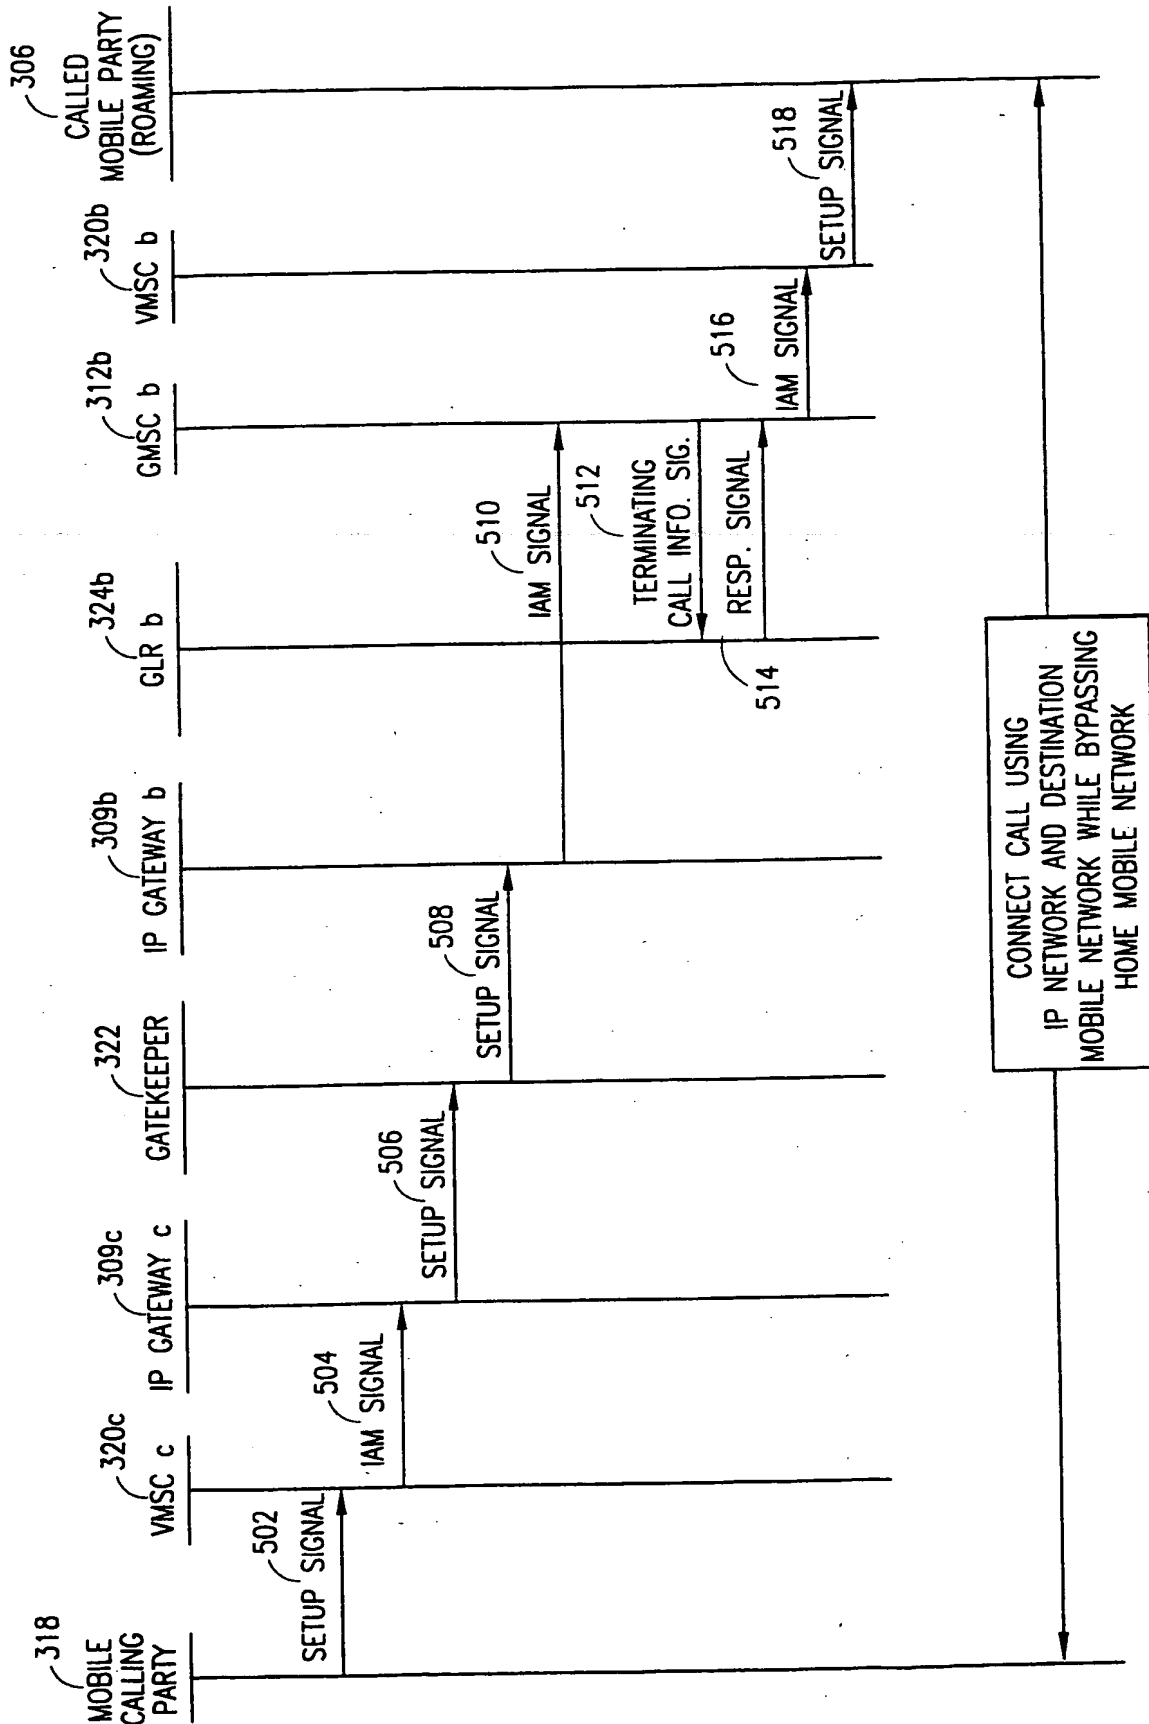 318
MOBILE
CALLING
PARTY
320c
VMSC c
309c
IP GATEWAY c
322
GATEKEEPER
309b
IP GATEWAY b
324b
GLR b
312b
GMSC b
320b
VMSC b
306
CALLED
MOBILE PARTY
(ROAMING)
502
SETUP SIGNAL
504
IAM SIGNAL
506
SETUP SIGNAL
508
SETUP SIGNAL
510
IAM SIGNAL
512
TERMINATING
CALL INFO. SIG.
RESP. SIGNAL
514
516
IAM SIGNAL
518
SETUP SIGNAL
CONNECT CALL USING
IP NETWORK AND DESTINATION
MOBILE NETWORK WHILE BYPASSING
HOME MOBILE NETWORK